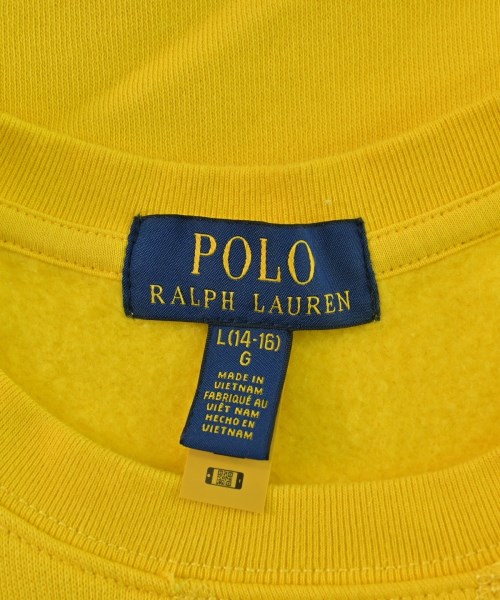 POLO
RALPH LAUREN
L(14-16)
G
MADE IN
VIETNAM
FABRIQUÉ AU
VIÊT NAM
HECHO EN
VIETNAM